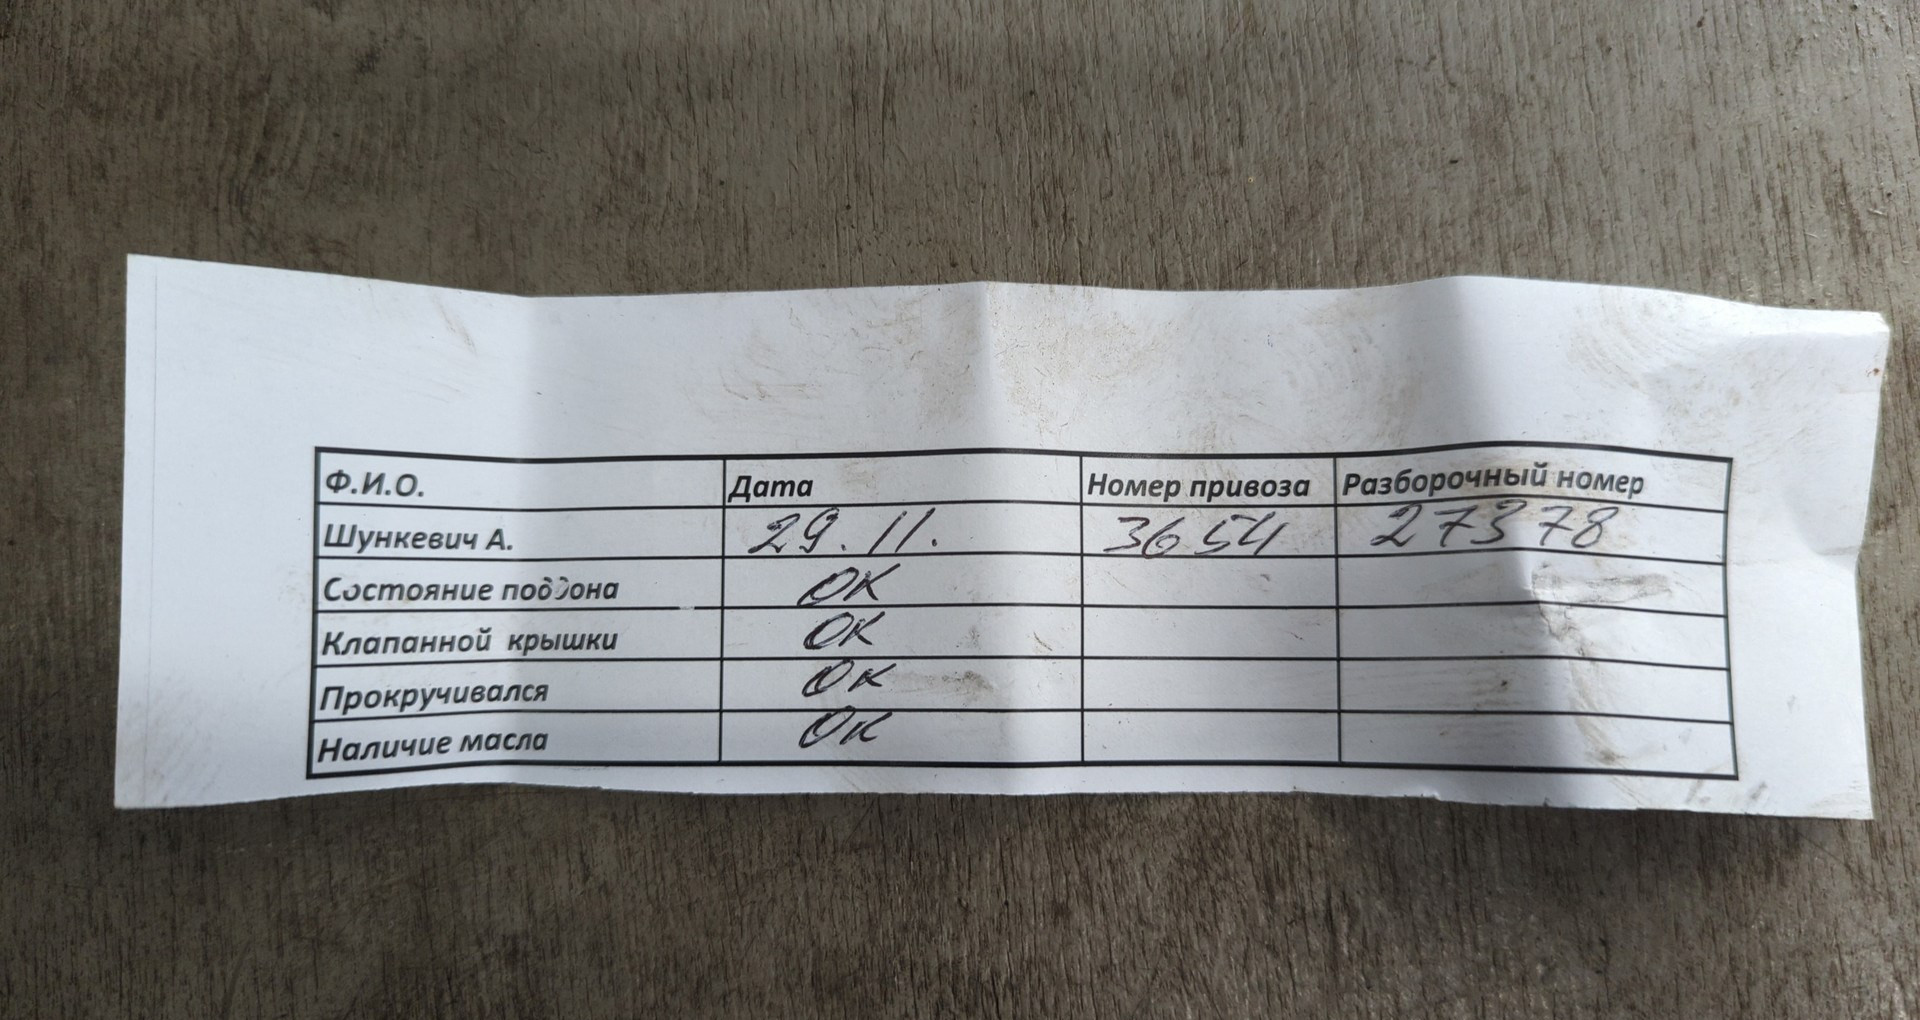 Ф.И.О. Дата Номер привоза Разборочный номер
Шункевич А. 29.11. 3654 27378
Состояние поддона ОК
Клапанной крышки ОК
Прокручивался ОК
Наличие масла ОК